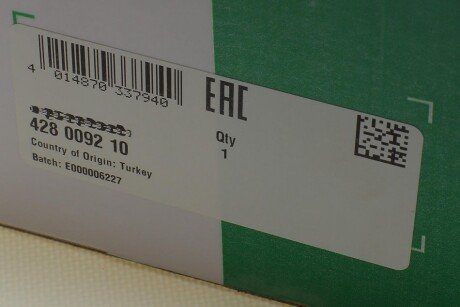 4 014870 337940
EAC
428 0092 10
Qty
1
Country of Origin: Turkey
Batch: E000006227